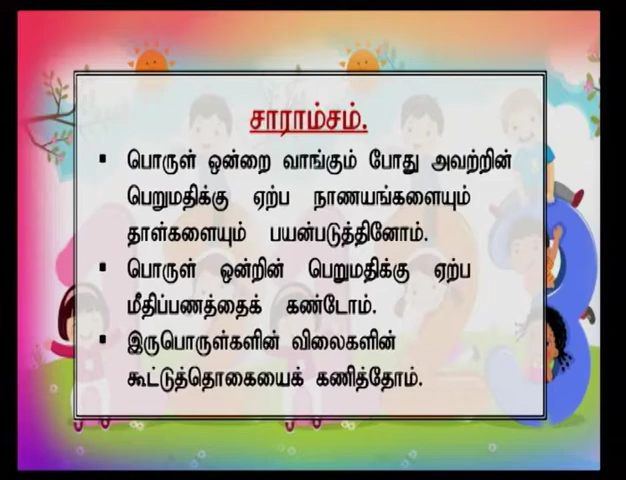 சாராம்சம்.
▪ பொருள் ஒன்றை வாங்கும் போது அவற்றின்
பெறுமதிக்கு ஏற்ப நாணயங்களையும்
தாள்களையும் பயன்படுத்தினோம்.
▪ பொருள் ஒன்றின் பெறுமதிக்கு ஏற்ப
மீதிப்பணத்தைக் கண்டோம்.
▪ இருபொருள்களின் விலைகளின்
கூட்டுத்தொகையைக் கணித்தோம்.